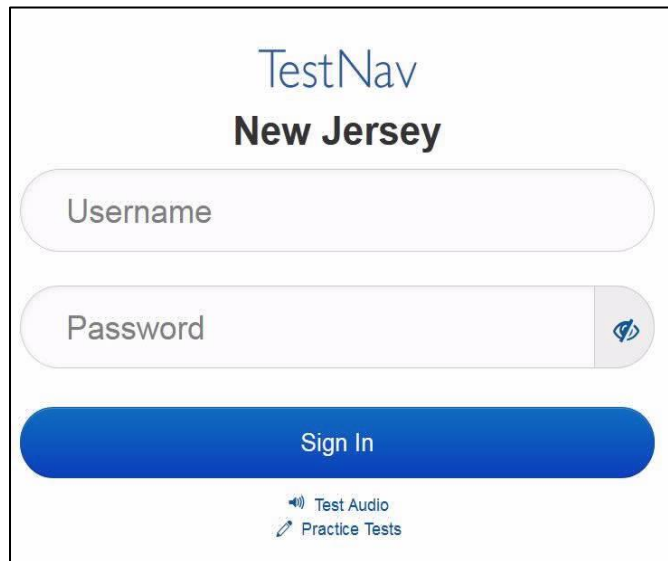 TestNav
New Jersey
Username
Password
Sign In
Test Audio
Practice Tests